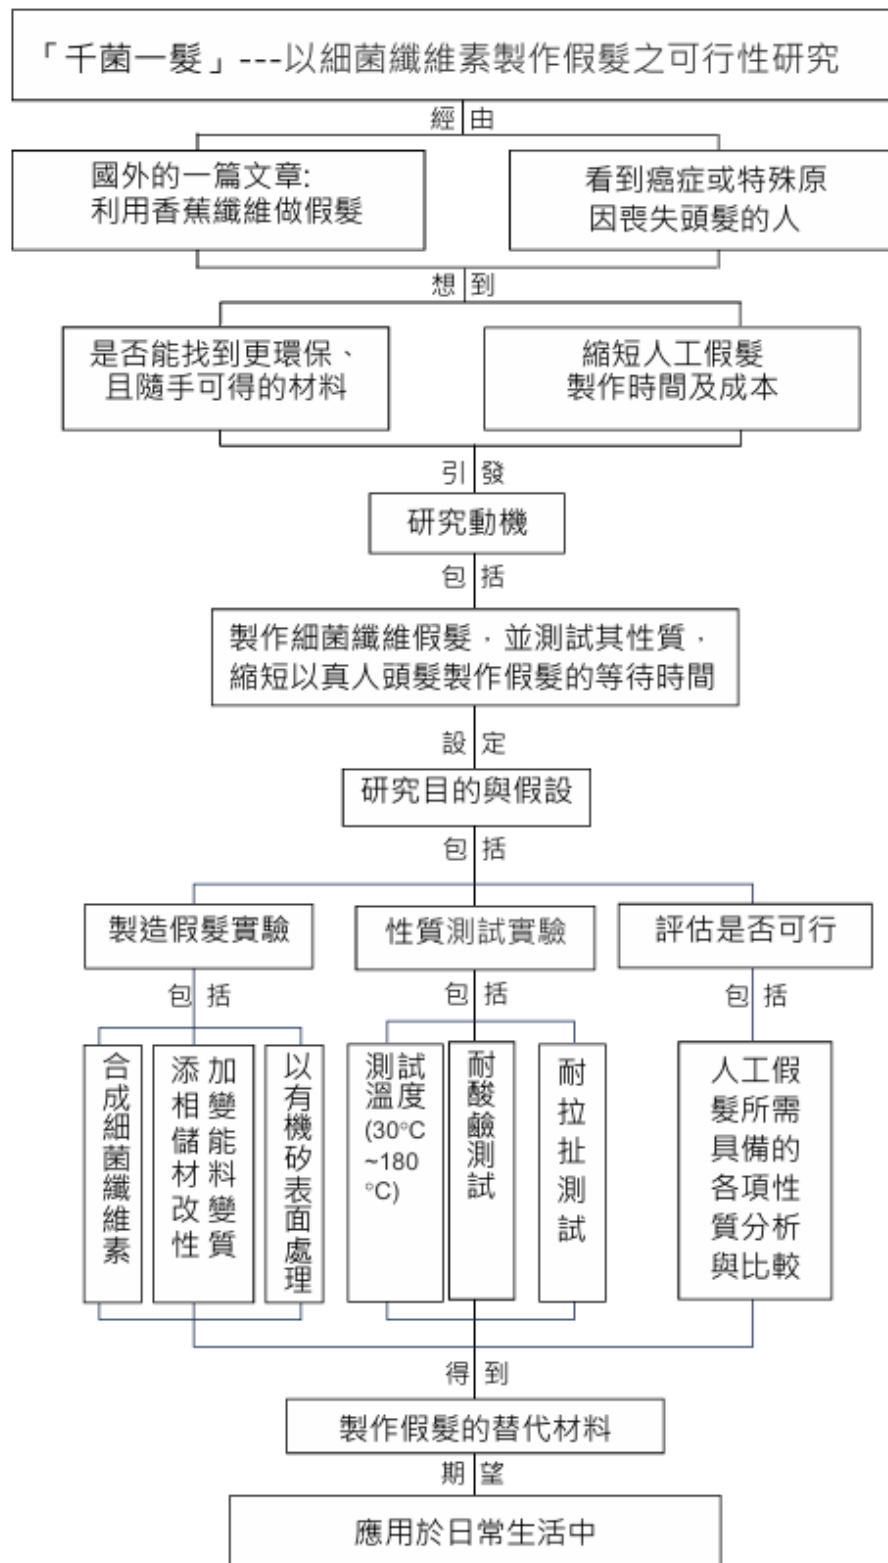 「千菌一髮」---以細菌纖維素製作假髮之可行性研究
經由
國外的一篇文章:
利用香蕉纖維做假髮
看到癌症或特殊原
因喪失頭髮的人
想到
是否能找到更環保、
且隨手可得的材料
縮短人工假髮
製作時間及成本
引發
研究動機
包括
製作細菌纖維假髮，並測試其性質，
縮短以真人頭髮製作假髮的等待時間
設定
研究目的與假設
包括
製造假髮實驗
性質測試實驗
評估是否可行
包括
包括
包括
合成細菌纖維素
添加相變儲能材料改變性質
以有機矽表面處理
測試
溫度
(30°C
~180
°C)
耐酸鹼測試
耐拉扯測試
人工假
髮所需
具備的
各項性
質分析
與比較
得到
製作假髮的替代材料
期望
應用於日常生活中